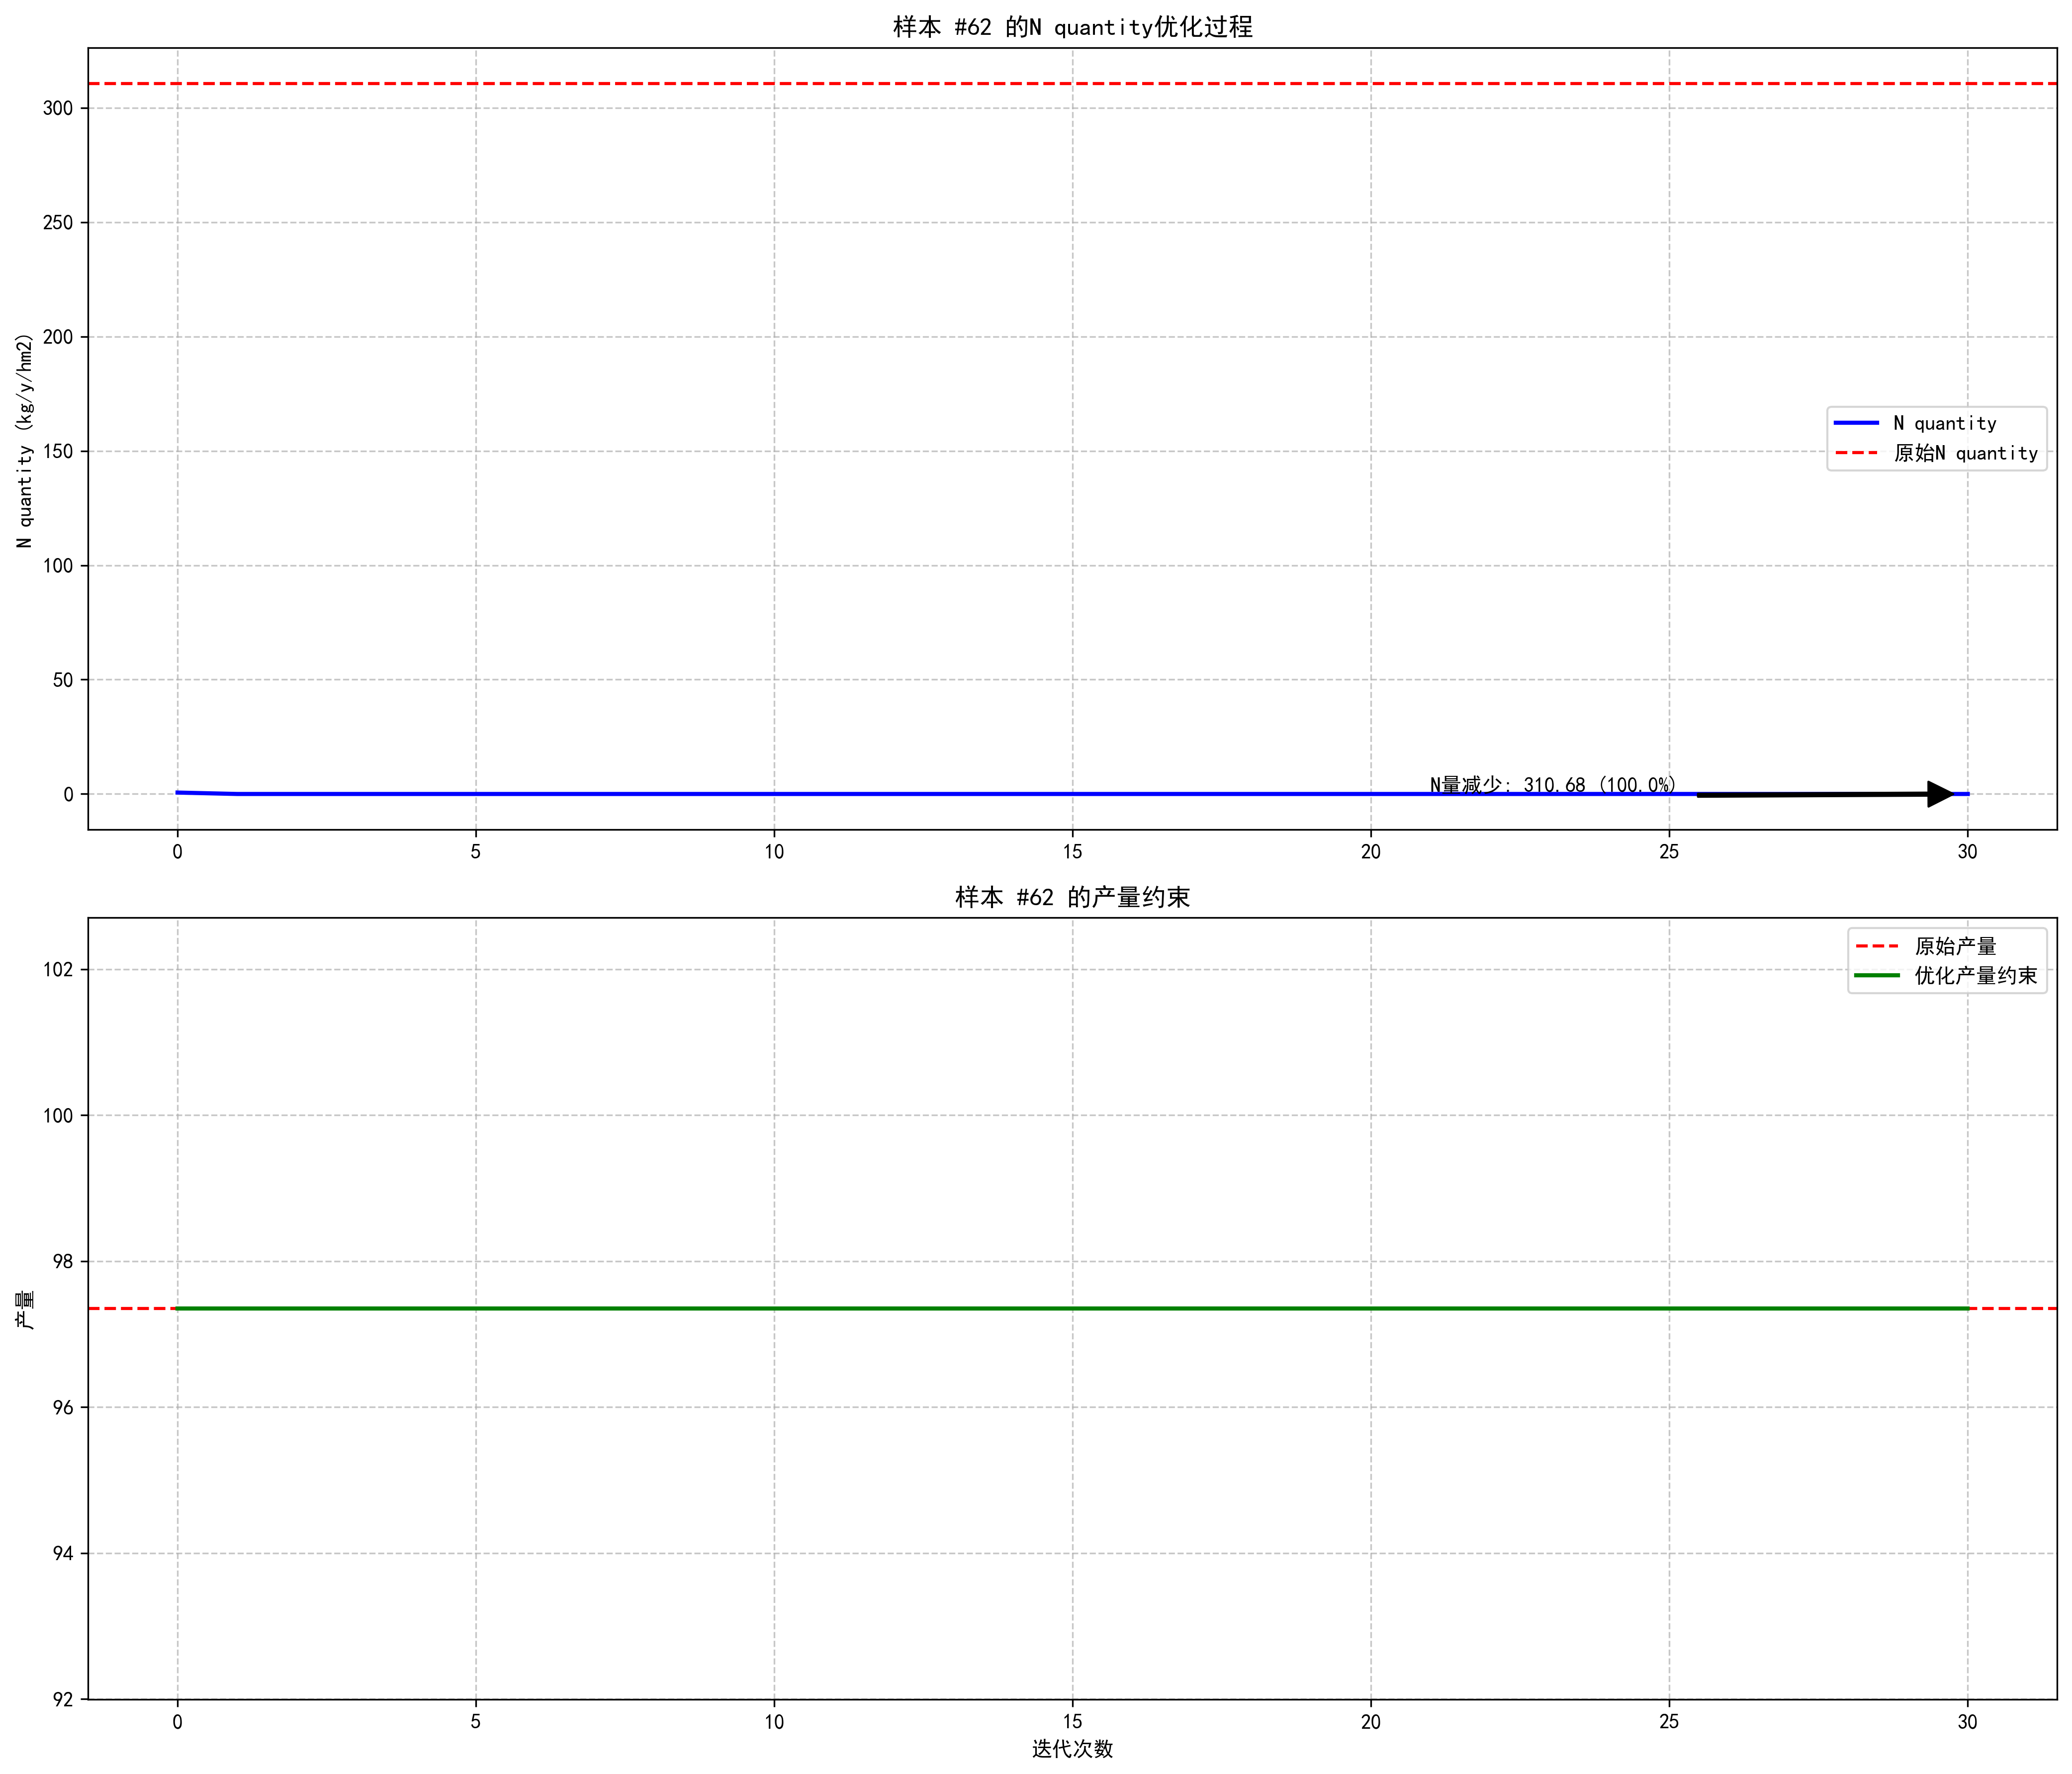 样本 #62 的N quantity优化过程
N quantity (kg/y/hm2)
300
250
200
150
100
50
0
N quantity
原始N quantity
N量减少: 310.68 (100.0%)
0 5 10 15 20 25 30
样本 #62 的产量约束
产量
102
100
98
96
94
92
原始产量
优化产量约束
0 5 10 15 20 25 30
迭代次数